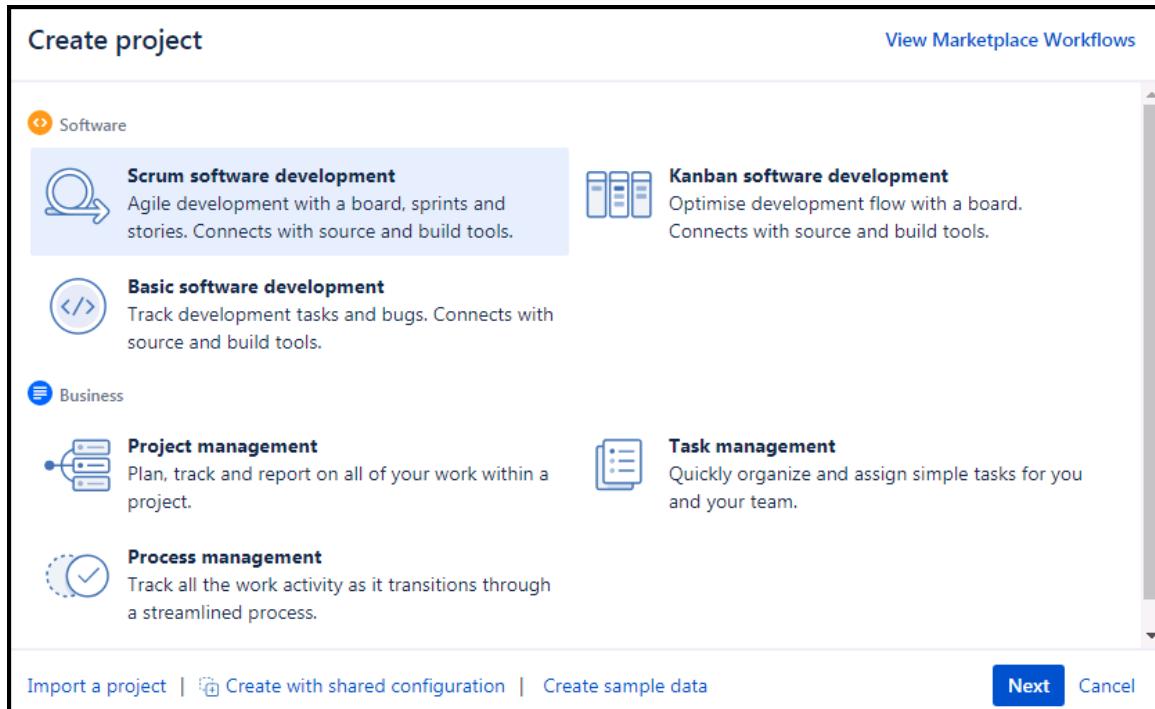 Create project
View Marketplace Workflows
Software
Scrum software development
Agile development with a board, sprints and
stories. Connects with source and build tools.
Kanban software development
Optimise development flow with a board.
Connects with source and build tools.
Basic software development
Track development tasks and bugs. Connects with
source and build tools.
Business
Project management
Plan, track and report on all of your work within a
project.
Task management
Quickly organize and assign simple tasks for you
and your team.
Process management
Track all the work activity as it transitions through
a streamlined process.
Import a project | Create with shared configuration | Create sample data
Next
Cancel